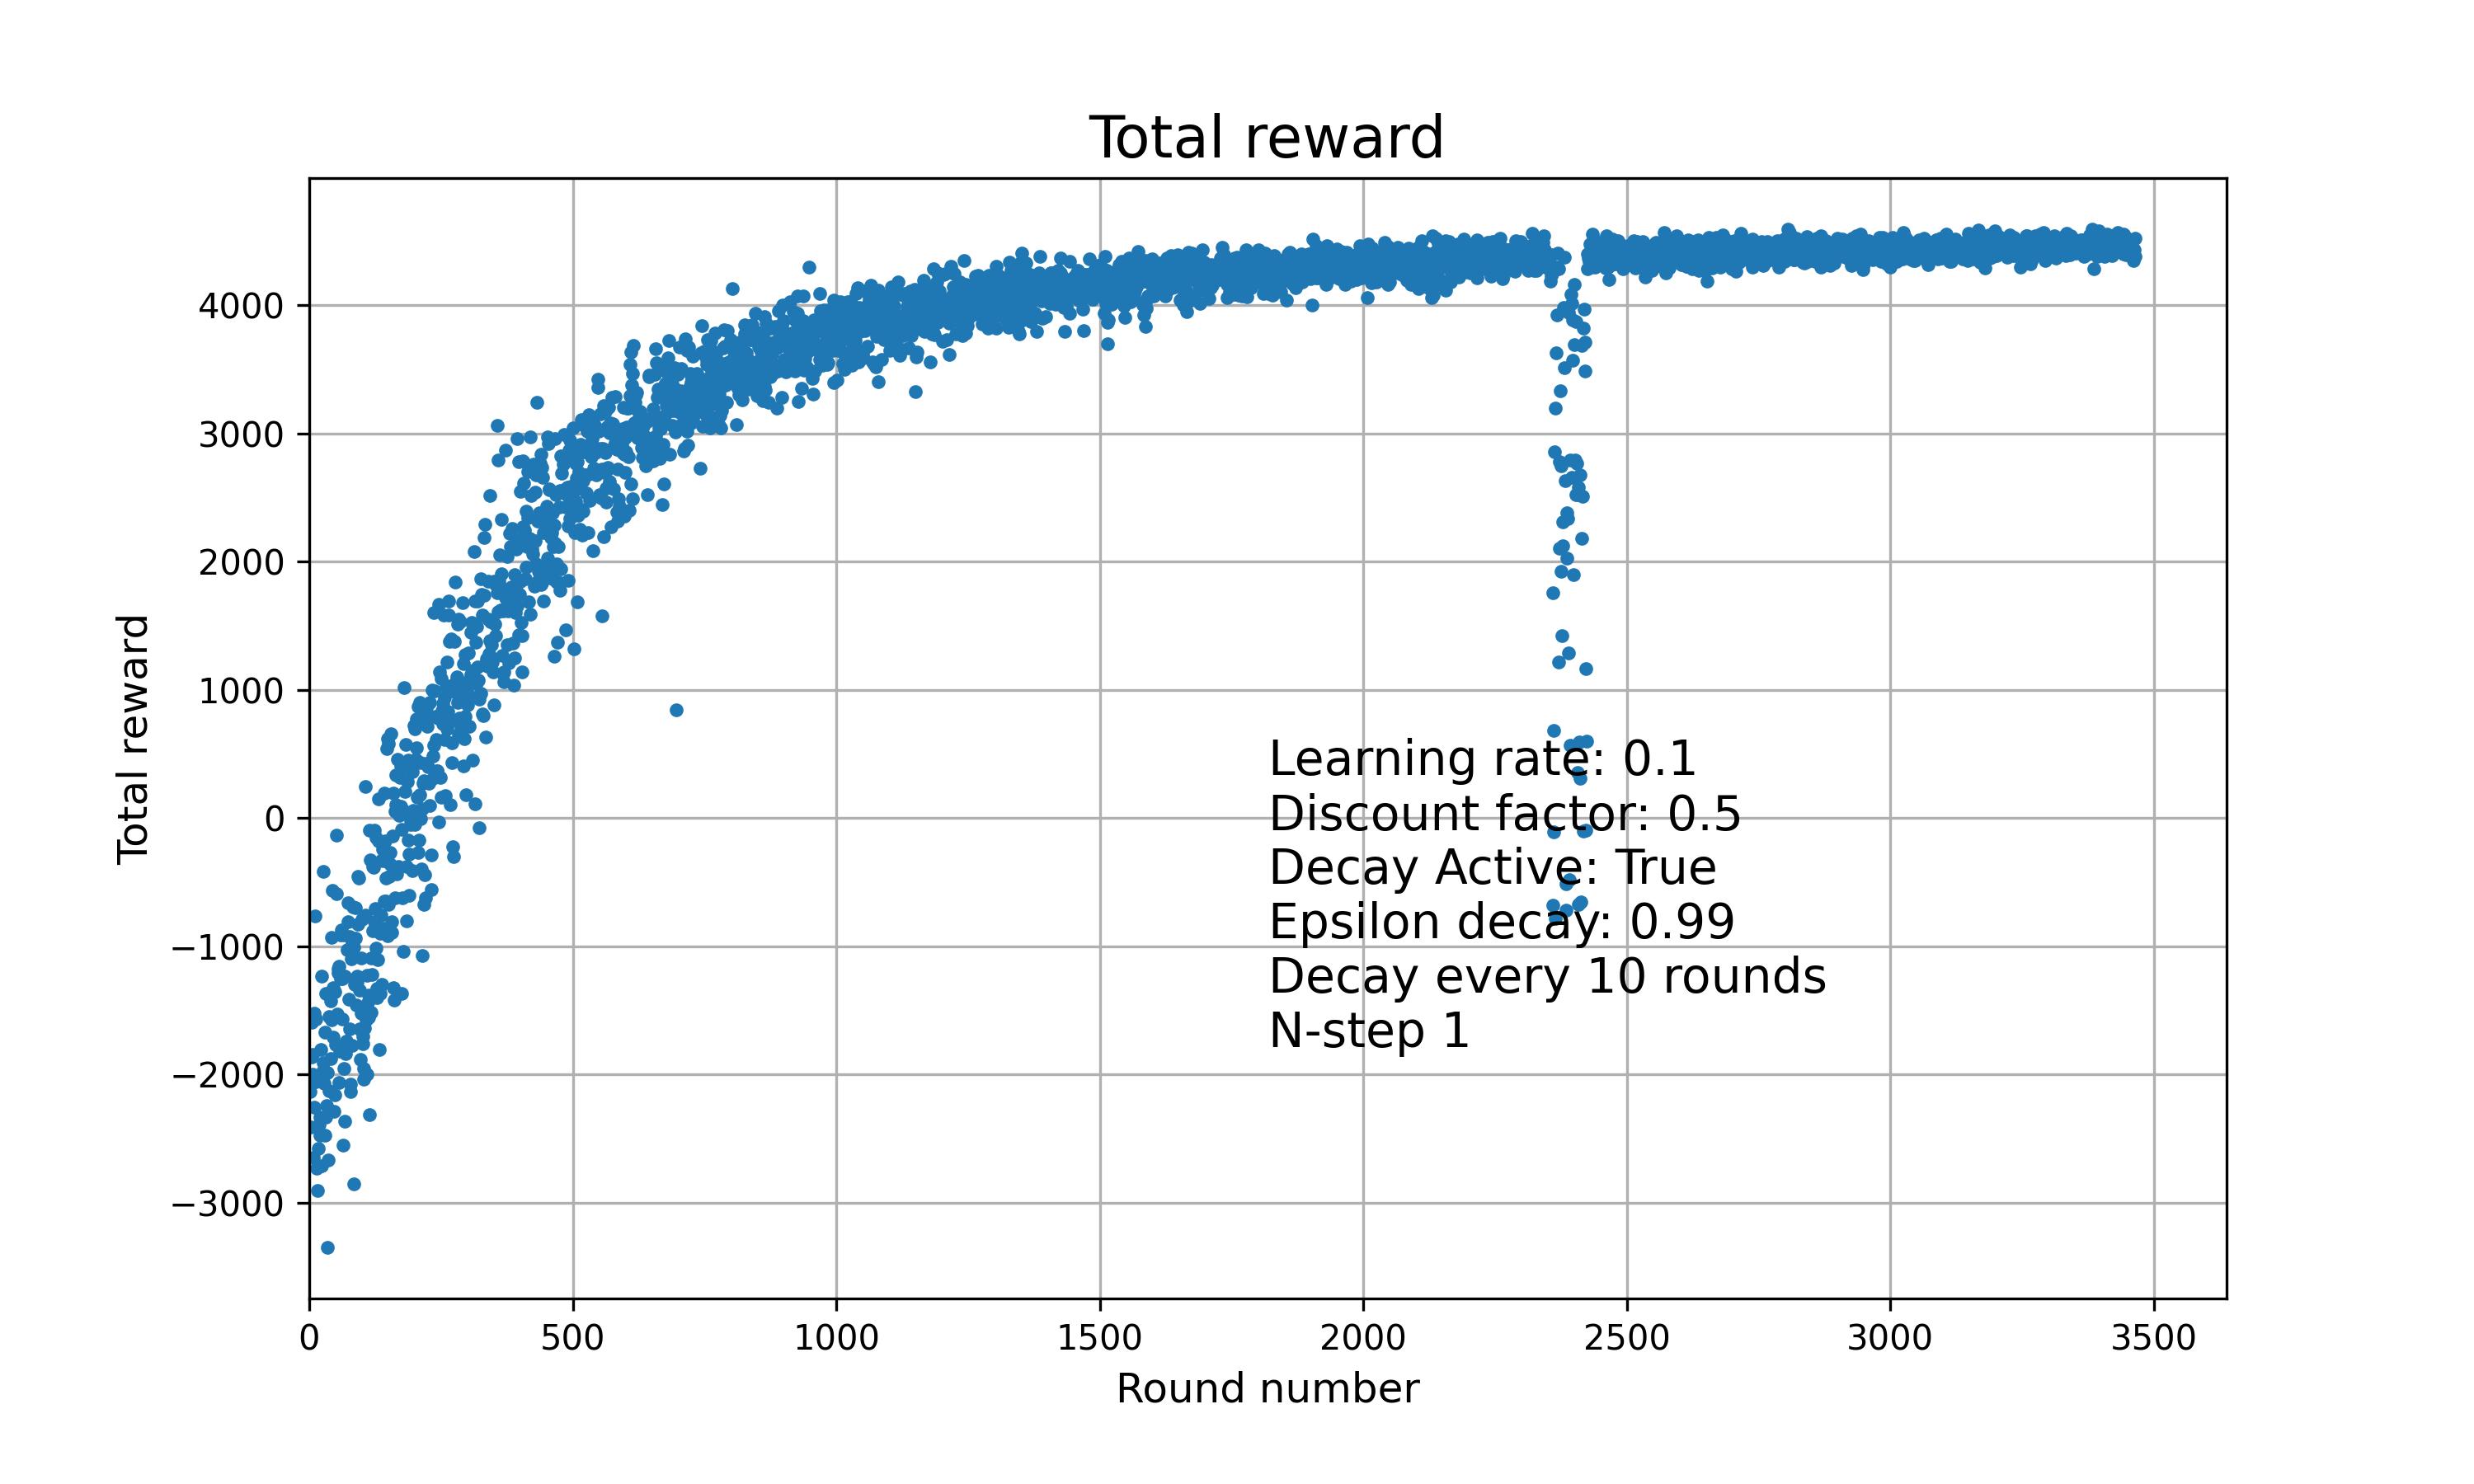 Total reward
Total reward
4000
3000
2000
1000
0
−1000
−2000
−3000
Learning rate: 0.1
Discount factor: 0.5
Decay Active: True
Epsilon decay: 0.99
Decay every 10 rounds
N-step 1
0 500 1000 1500 2000 2500 3000 3500
Round number